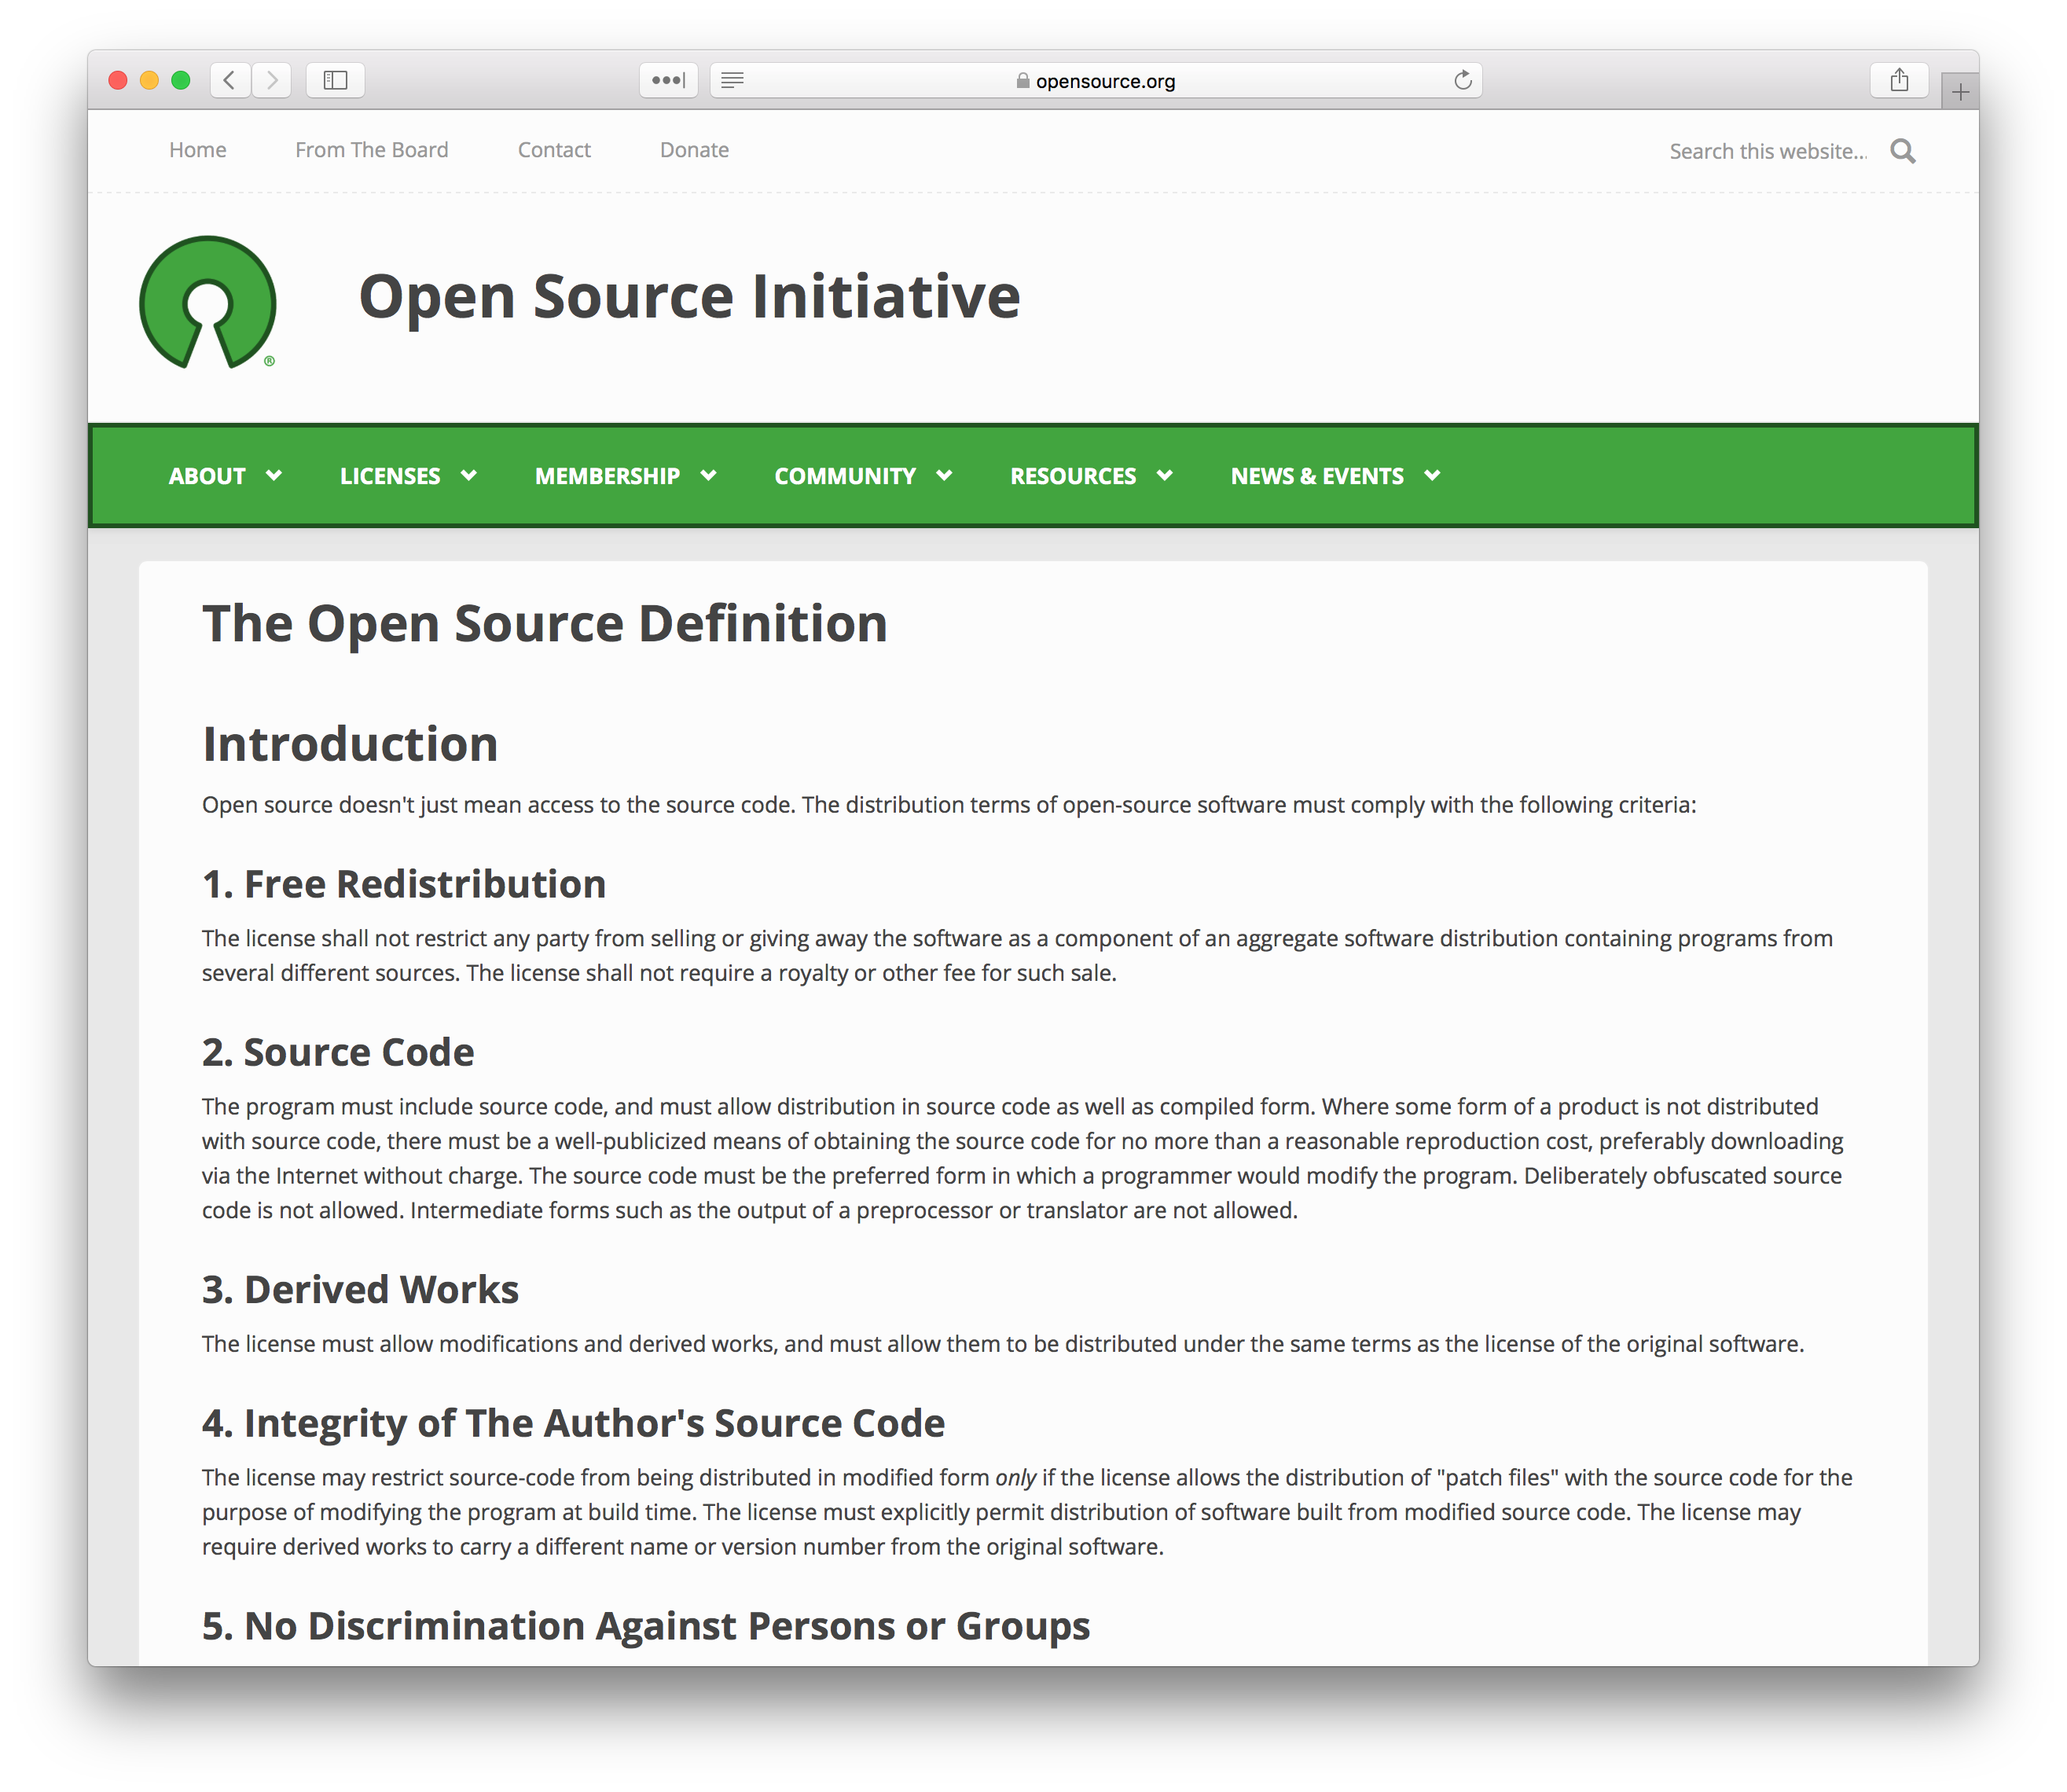 opensource.org
Home From The Board Contact Donate Search this website...
Open Source Initiative
®
ABOUT LICENSES MEMBERSHIP COMMUNITY RESOURCES NEWS & EVENTS
The Open Source Definition
Introduction
Open source doesn't just mean access to the source code. The distribution terms of open-source software must comply with the following criteria:
1. Free Redistribution
The license shall not restrict any party from selling or giving away the software as a component of an aggregate software distribution containing programs from
several different sources. The license shall not require a royalty or other fee for such sale.
2. Source Code
The program must include source code, and must allow distribution in source code as well as compiled form. Where some form of a product is not distributed
with source code, there must be a well-publicized means of obtaining the source code for no more than a reasonable reproduction cost, preferably downloading
via the Internet without charge. The source code must be the preferred form in which a programmer would modify the program. Deliberately obfuscated source
code is not allowed. Intermediate forms such as the output of a preprocessor or translator are not allowed.
3. Derived Works
The license must allow modifications and derived works, and must allow them to be distributed under the same terms as the license of the original software.
4. Integrity of The Author's Source Code
The license may restrict source-code from being distributed in modified form only if the license allows the distribution of "patch files" with the source code for the
purpose of modifying the program at build time. The license must explicitly permit distribution of software built from modified source code. The license may
require derived works to carry a different name or version number from the original software.
5. No Discrimination Against Persons or Groups